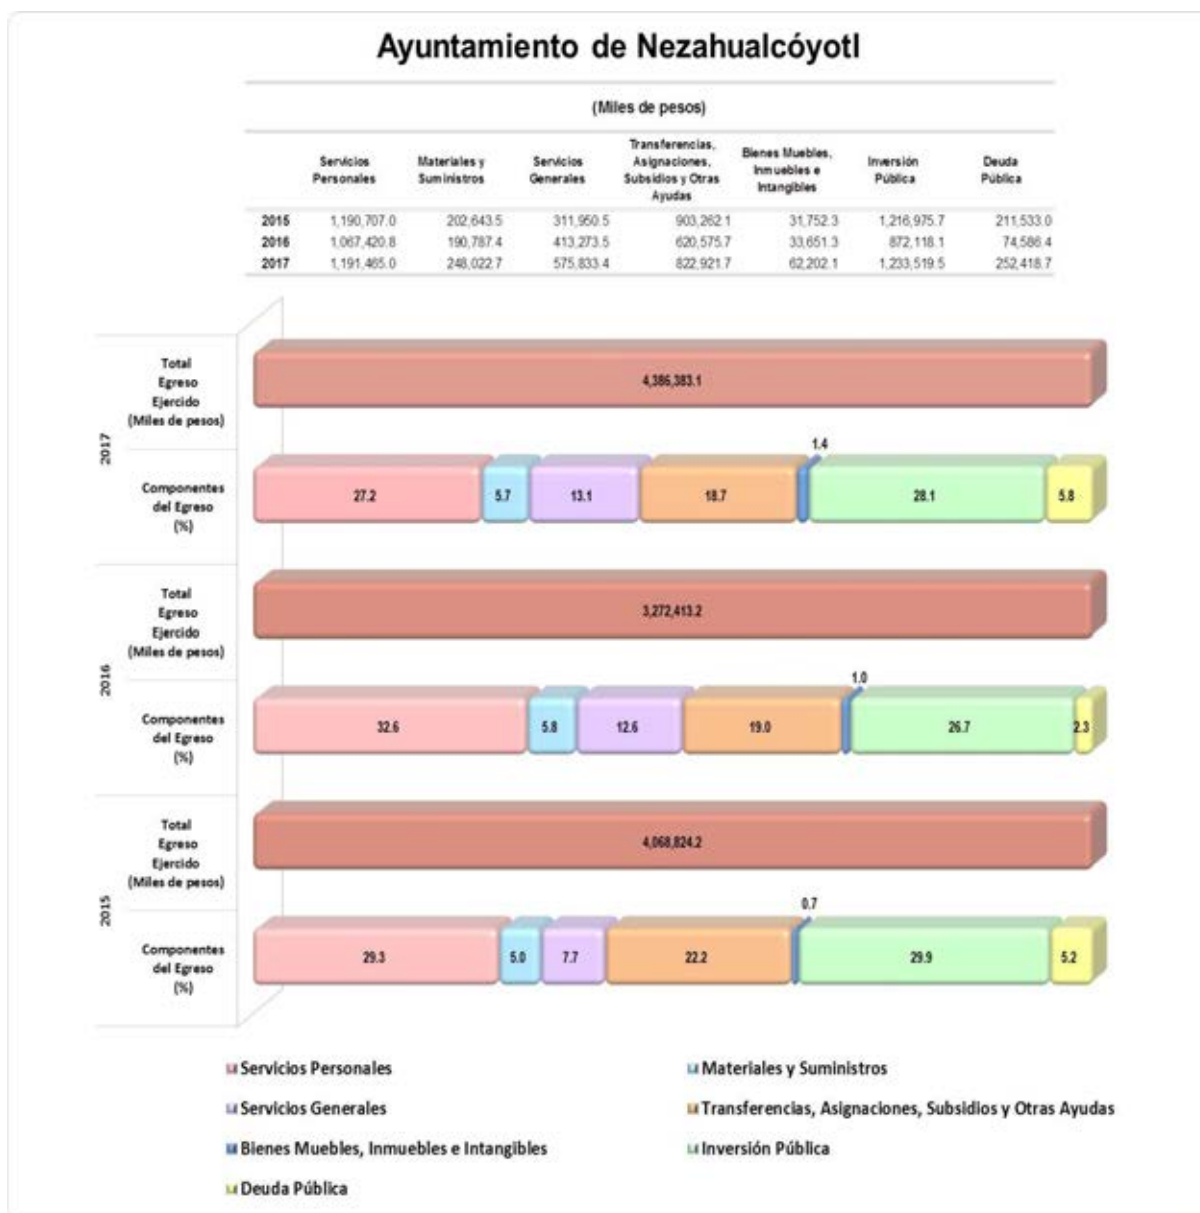 Ayuntamiento de Nezahualcóyotl
(Miles de pesos)
Servicios Personales Materiales y Suministros Servicios Generales Transferencias, Asignaciones, Subsidios y Otras Ayudas Bienes Muebles, Inmuebles e Intangibles Inversión Pública Deuda Pública
2015 1,190,707.0 202,643.5 311,950.5 903,262.1 31,752.3 1,216,975.7 211,533.0
2016 1,067,420.8 190,787.4 413,273.5 620,575.7 33,651.3 872,118.1 74,586.4
2017 1,191,465.0 248,022.7 575,833.4 822,921.7 62,202.1 1,233,519.5 252,418.7
2017
Total
Egreso
Ejercido
(Miles de pesos)
4,386,383.1
1.4
Componentes
del Egreso
(%)
27.2 5.7 13.1 18.7 28.1 5.8
2016
Total
Egreso
Ejercido
(Miles de pesos)
3,272,413.2
1.0
Componentes
del Egreso
(%)
32.6 5.8 12.6 19.0 26.7 2.3
2015
Total
Egreso
Ejercido
(Miles de pesos)
4,068,824.2
0.7
Componentes
del Egreso
(%)
29.3 5.0 7.7 22.2 29.9 5.2
Servicios Personales
Materiales y Suministros
Servicios Generales
Transferencias, Asignaciones, Subsidios y Otras Ayudas
Bienes Muebles, Inmuebles e Intangibles
Inversión Pública
Deuda Pública